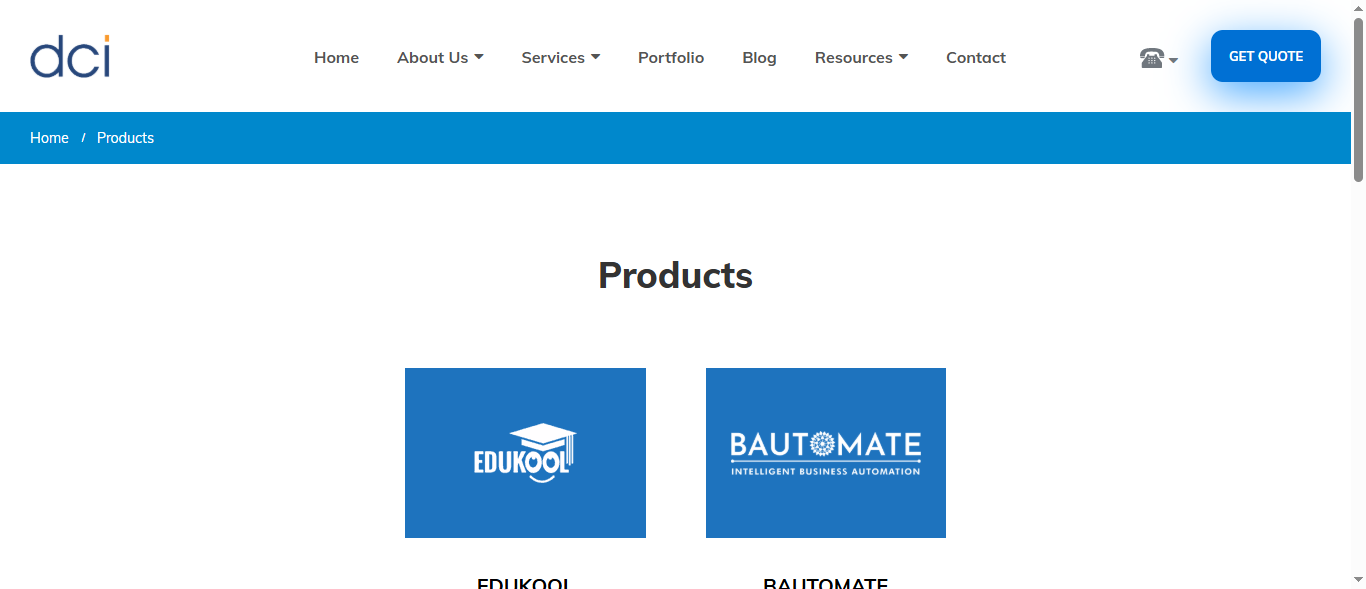 dci
Home About Us Services Portfolio Blog Resources Contact
GET QUOTE
Home / Products
Products
EDUKOOL
BAUTOMATE
INTELLIGENT BUSINESS AUTOMATION
EDUKOOL BAUTOMATE